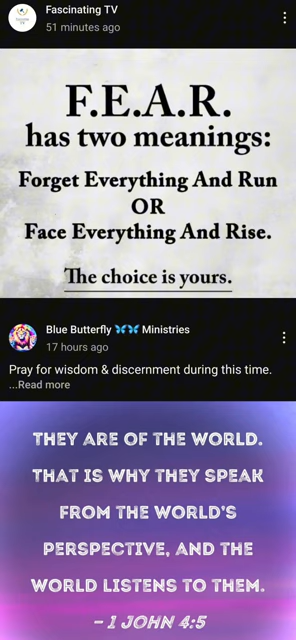 Fascinating TV
51 minutes ago
F.E.A.R.
has two meanings:
Forget Everything And Run
OR
Face Everything And Rise.
The choice is yours.
Blue Butterfly 🦋🦋 Ministries
17 hours ago
Pray for wisdom & discernment during this time.
...Read more
THEY ARE OF THE WORLD.
THAT IS WHY THEY SPEAK
FROM THE WORLD'S
PERSPECTIVE, AND THE
WORLD LISTENS TO THEM.
- 1 JOHN 4:5